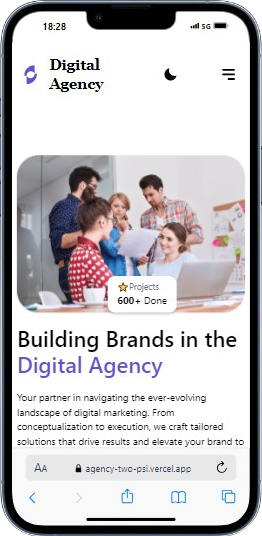 18:28
5G
Digital
Agency
⭐Projects
600+ Done
Building Brands in the
Digital Agency
Your partner in navigating the ever-evolving
landscape of digital marketing. From
conceptualization to execution, we craft tailored
solutions that drive results and elevate your brand to
AA
agency-two-psi.vercel.app